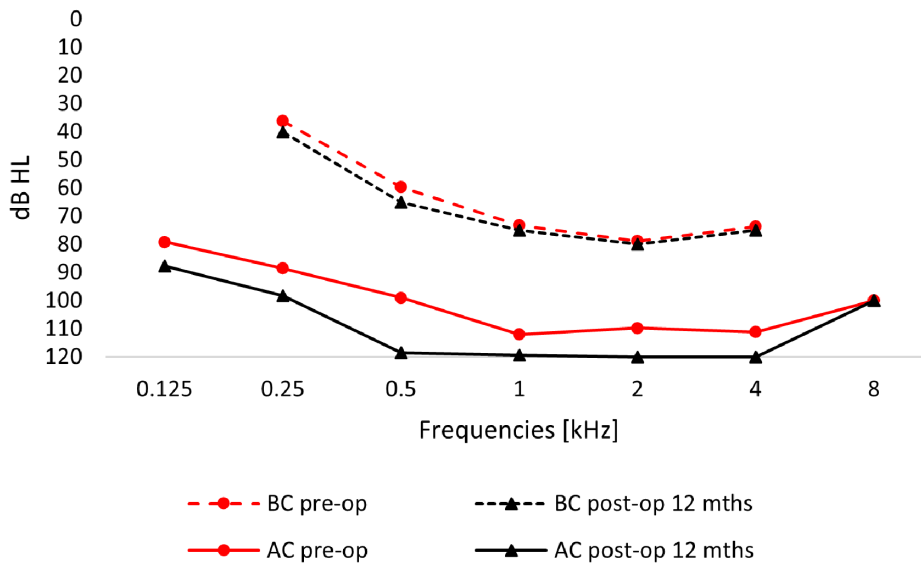 0
10
20
30
40
50
60
70
80
90
100
110
120
dB HL
0.125 0.25 0.5 1 2 4 8
Frequencies [kHz]
BC pre-op BC post-op 12 mths
AC pre-op AC post-op 12 mths